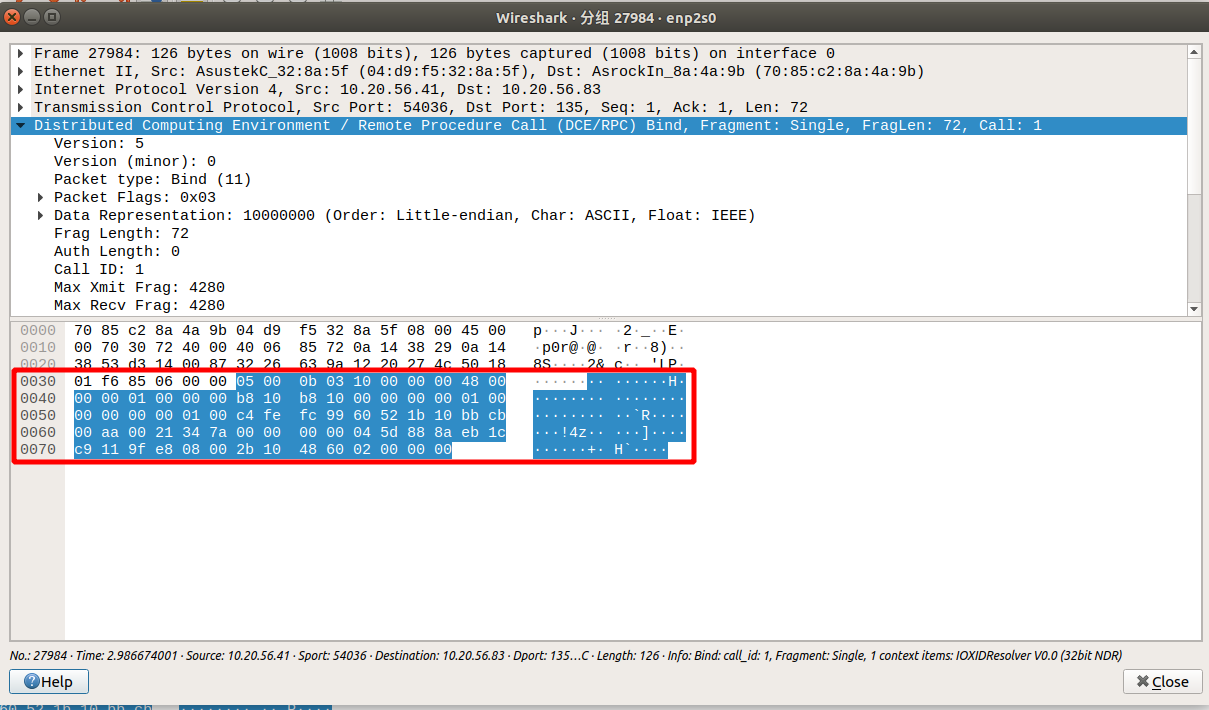 Wireshark · 分组 27984 · enp2s0
Frame 27984: 126 bytes on wire (1008 bits), 126 bytes captured (1008 bits) on interface 0
Ethernet II, Src: AsustekC_32:8a:5f (04:d9:f5:32:8a:5f), Dst: AsrockIn_8a:4a:9b (70:85:c2:8a:4a:9b)
Internet Protocol Version 4, Src: 10.20.56.41, Dst: 10.20.56.83
Transmission Control Protocol, Src Port: 54036, Dst Port: 135, Seq: 1, Ack: 1, Len: 72
Distributed Computing Environment / Remote Procedure Call (DCE/RPC) Bind, Fragment: Single, FragLen: 72, Call: 1
Version: 5
Version (minor): 0
Packet type: Bind (11)
Packet Flags: 0x03
Data Representation: 10000000 (Order: Little-endian, Char: ASCII, Float: IEEE)
Frag Length: 72
Auth Length: 0
Call ID: 1
Max Xmit Frag: 4280
Max Recv Frag: 4280
0000 70 85 c2 8a 4a 9b 04 d9 f5 32 8a 5f 08 00 45 00 p···J··· ·2·_··E·
0010 00 70 30 72 40 00 40 06 85 72 0a 14 38 29 0a 14 ·p0r@·@· ·r··8)··
0020 38 53 d3 14 00 87 32 26 63 9a 12 20 27 4c 50 18 8S····2& c·· 'LP·
0030 01 f6 85 06 00 00 05 00 0b 03 10 00 00 00 48 00 ········ ······H·
0040 00 00 01 00 00 00 b8 10 b8 10 00 00 00 00 01 00 ········ ········
0050 00 00 00 00 01 00 c4 fe fc 99 60 52 1b 10 bb cb ········ ··`R····
0060 00 aa 00 21 34 7a 00 00 00 00 04 5d 88 8a eb 1c ···!4z·· ···]····
0070 c9 11 9f e8 08 00 2b 10 48 60 02 00 00 00 ······+· H`····
No.: 27984 · Time: 2.986674001 · Source: 10.20.56.41 · Sport: 54036 · Destination: 10.20.56.83 · Dport: 135…C · Length: 126 · Info: Bind: call_id: 1, Fragment: Single, 1 context items: IOXIDResolver V0.0 (32bit NDR)
Help
Close